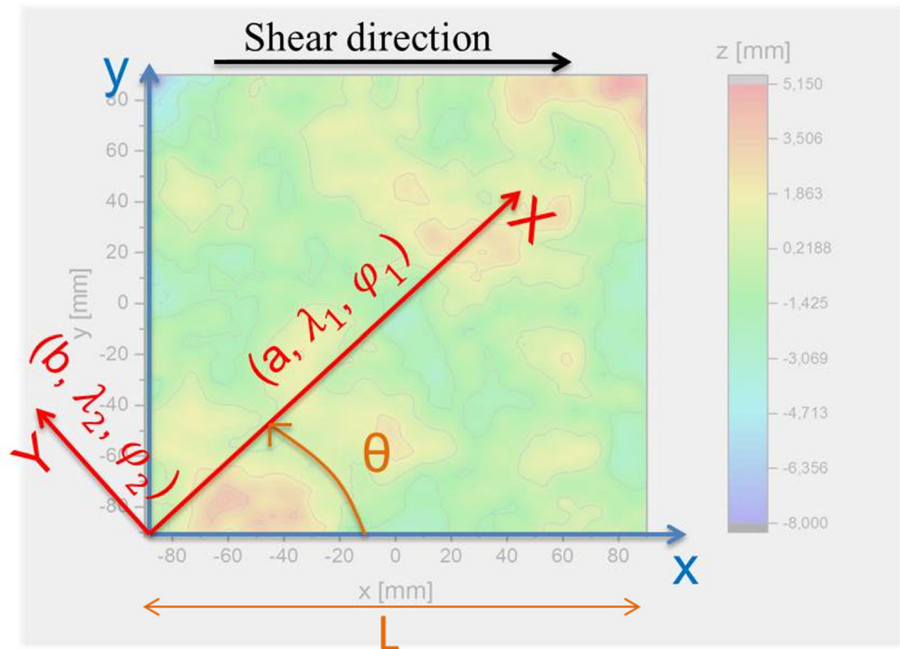 Shear direction
y
z [mm]
80
60
40
20
0
-20
-40
-60
-80
y [mm]
X
(a, λ1, φ1)
(b, λ2, φ2)
Y
θ
-80 -60 -40 -20 0 20 40 60 80
x
x [mm]
L
5,150
3,506
1,863
0,2188
-1,425
-3,069
-4,713
-6,356
-8,000